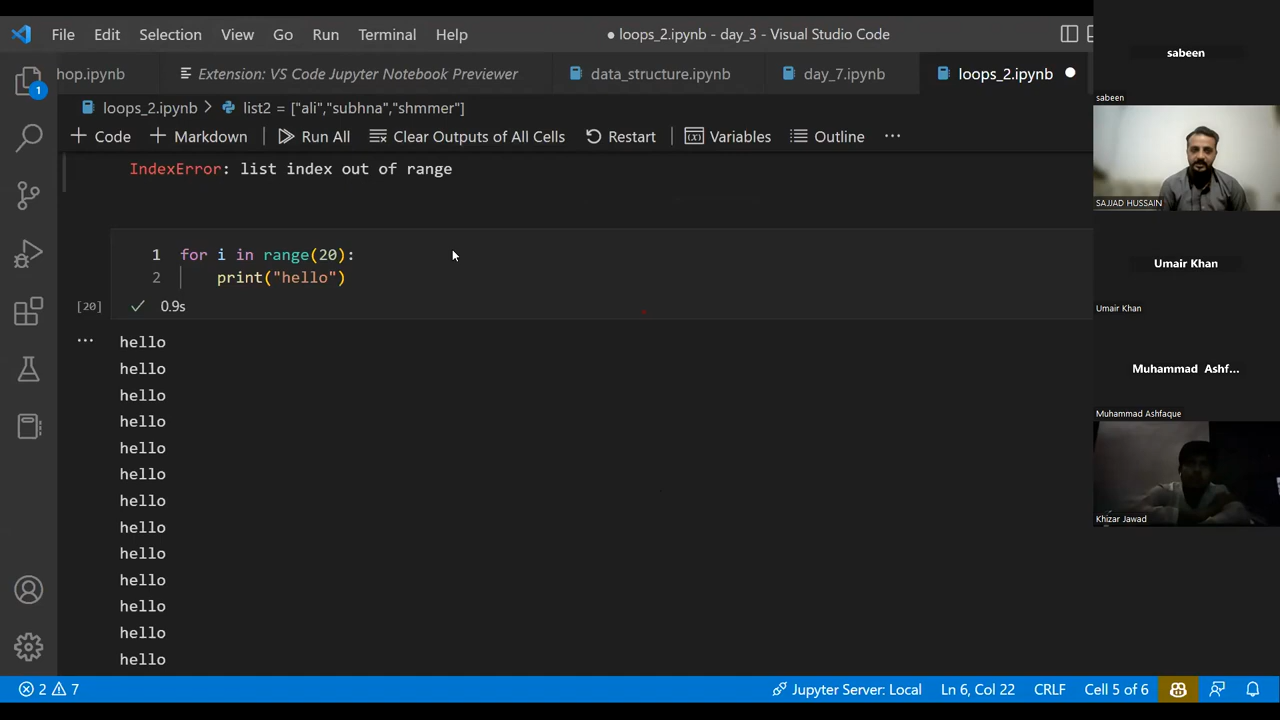 File Edit Selection View Go Run Terminal Help ● loops_2.ipynb - day_3 - Visual Studio Code
hop.ipynb Extension: VS Code Jupyter Notebook Previewer data_structure.ipynb day_7.ipynb loops_2.ipynb
loops_2.ipynb > list2 = ["ali","subhna","shmmer"]
+ Code + Markdown Run All Clear Outputs of All Cells Restart Variables Outline ...
IndexError: list index out of range
1 for i in range(20):
2 print("hello")
[20] 0.9s
... hello
hello
hello
hello
hello
hello
hello
hello
hello
hello
hello
hello
hello
1
2 7 Jupyter Server: Local Ln 6, Col 22 CRLF Cell 5 of 6
sabeen
sabeen
SAJJAD HUSSAIN
Umair Khan
Umair Khan
Muhammad Ashf...
Muhammad Ashfaque
Khizar Jawad